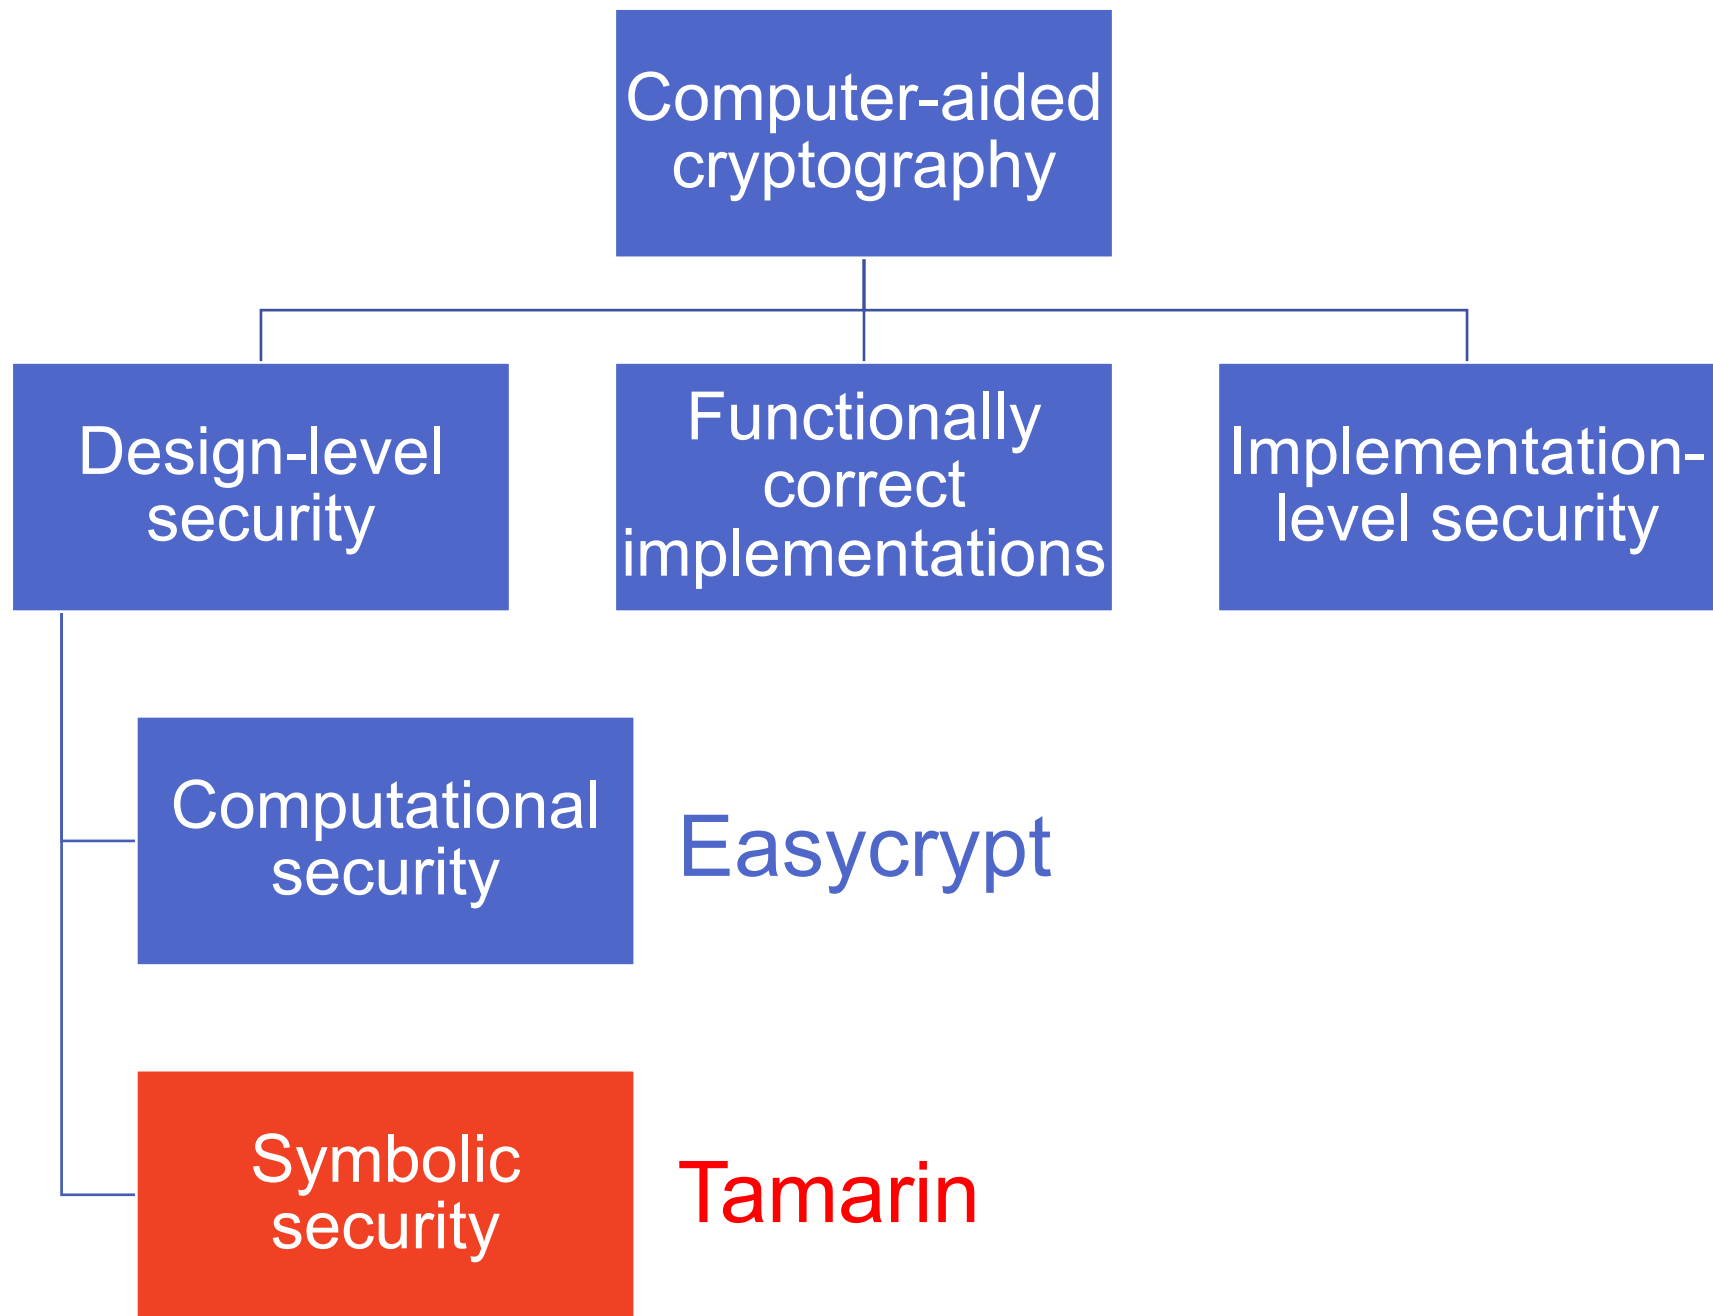 Computer-aided
cryptography
Design-level
security
Functionally
correct
implementations
Implementation-
level security
Computational
security
Easycrypt
Symbolic
security
Tamarin